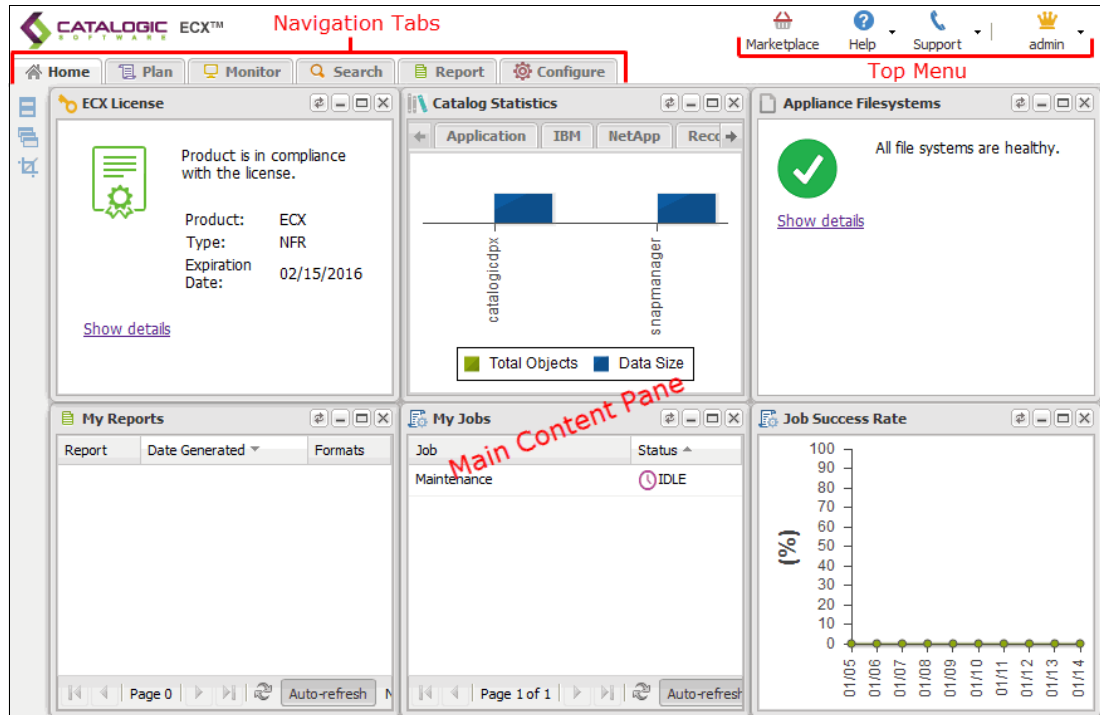 CATALOGIC ECX™
SOFTWARE
Navigation Tabs
Marketplace
Help
Support
admin
Top Menu
Home
Plan
Monitor
Search
Report
Configure
ECX License
Product is in compliance
with the license.
Product: ECX
Type: NFR
Expiration
Date: 02/15/2016
Show details
Catalog Statistics
Application
IBM
NetApp
catalogicdpx
snapmanager
Total Objects
Data Size
Appliance Filesystems
All file systems are healthy.
Show details
Main Content Pane
My Reports
Report
Date Generated
Formats
Page 0
Auto-refresh
N
My Jobs
Job
Status
Maintenance
IDLE
Page 1 of 1
Auto-refresh
Job Success Rate
(%)
100
90
80
70
60
50
40
30
20
10
0
01/05
01/06
01/07
01/08
01/09
01/10
01/11
01/12
01/13
01/14